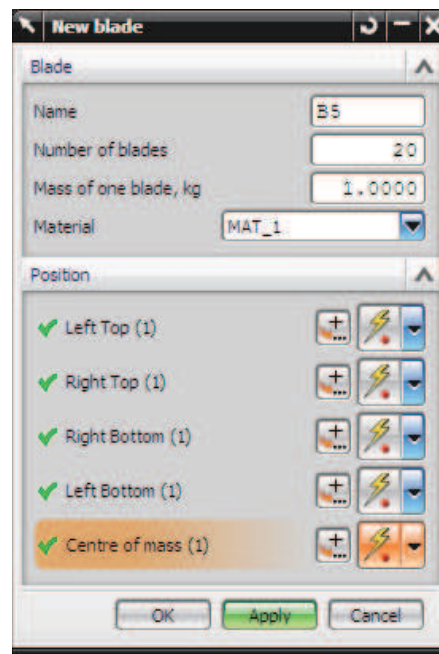 New blade
Blade
Name B5
Number of blades 20
Mass of one blade, kg 1.0000
Material MAT_1
Position
Left Top (1)
Right Top (1)
Right Bottom (1)
Left Bottom (1)
Centre of mass (1)
OK Apply Cancel